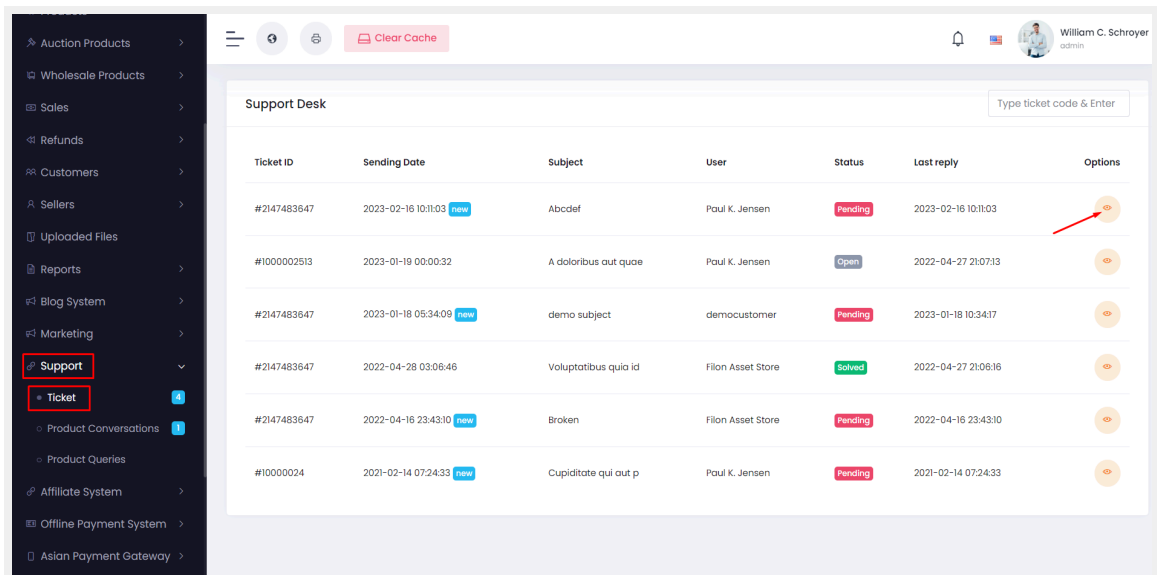 Auction Products
Wholesale Products
Sales
Refunds
Customers
Sellers
Uploaded Files
Reports
Blog System
Marketing
Support
Ticket 4
Product Conversations 1
Product Queries
Affiliate System
Offline Payment System
Asian Payment Gateway
Clear Cache
William C. Schroyer
admin
Support Desk
Type ticket code & Enter
Ticket ID Sending Date Subject User Status Last reply Options
#2147483647 2023-02-16 10:11:03 new Abcdef Paul K. Jensen Pending 2023-02-16 10:11:03
#1000002513 2023-01-19 00:00:32 A doloribus aut quae Paul K. Jensen Open 2022-04-27 21:07:13
#2147483647 2023-01-18 05:34:09 new demo subject democustomer Pending 2023-01-18 10:34:17
#2147483647 2022-04-28 03:06:46 Voluptatibus quia id Filon Asset Store Solved 2022-04-27 21:06:16
#2147483647 2022-04-16 23:43:10 new Broken Filon Asset Store Pending 2022-04-16 23:43:10
#10000024 2021-02-14 07:24:33 new Cupiditate qui aut p Paul K. Jensen Pending 2021-02-14 07:24:33